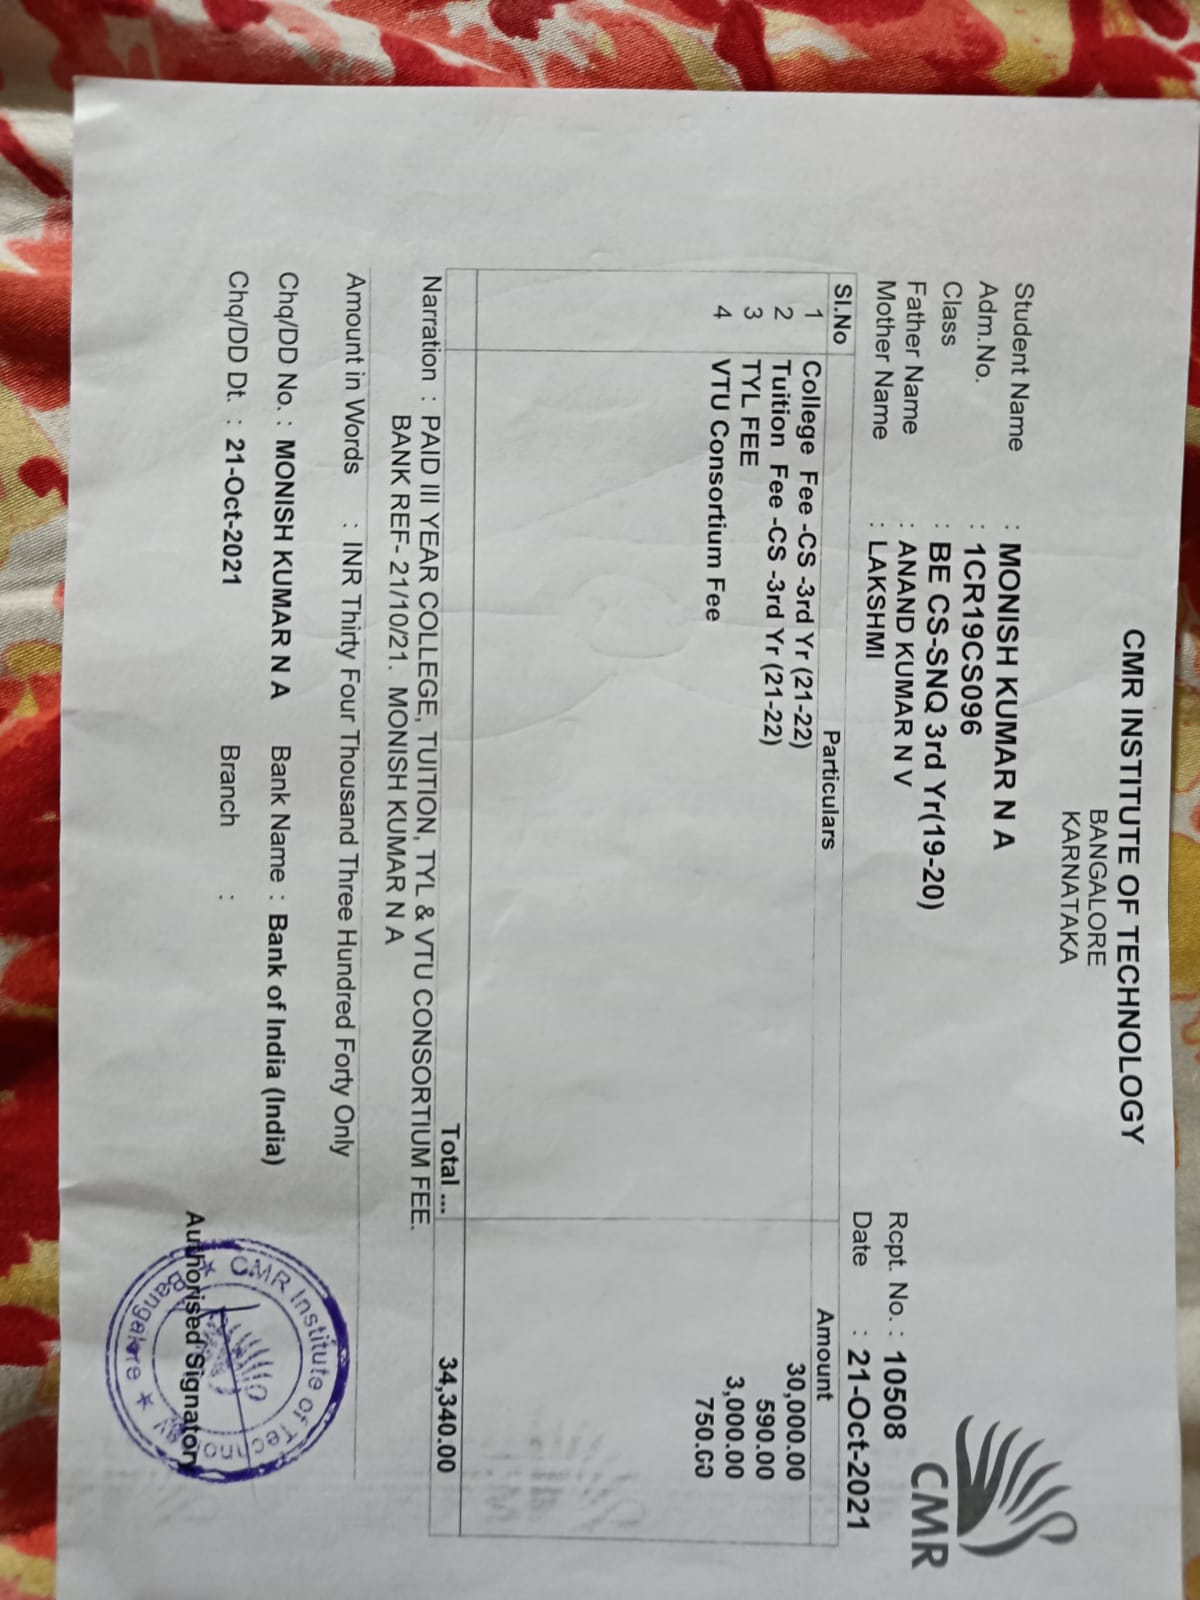 CMR INSTITUTE OF TECHNOLOGY
BANGALORE
KARNATAKA
CMR
Student Name : MONISH KUMAR N A
Adm.No. : 1CR19CS096
Class : BE CS-SNQ 3rd Yr(19-20)
Father Name : ANAND KUMAR N V
Mother Name : LAKSHMI
Rcpt. No. : 10508
Date : 21-Oct-2021
Sl.No Particulars Amount
1 College Fee -CS -3rd Yr (21-22) 30,000.00
2 Tuition Fee -CS -3rd Yr (21-22) 590.00
3 TYL FEE 3,000.00
4 VTU Consortium Fee 750.00
Total ... 34,340.00
Narration : PAID III YEAR COLLEGE, TUITION, TYL & VTU CONSORTIUM FEE.
BANK REF- 21/10/21. MONISH KUMAR N A
Amount in Words : INR Thirty Four Thousand Three Hundred Forty Only
Chq/DD No. : MONISH KUMAR N A Bank Name : Bank of India (India)
Chq/DD Dt. : 21-Oct-2021 Branch :
Authorised Signatory
CMR Institute of Technology
Bangalore